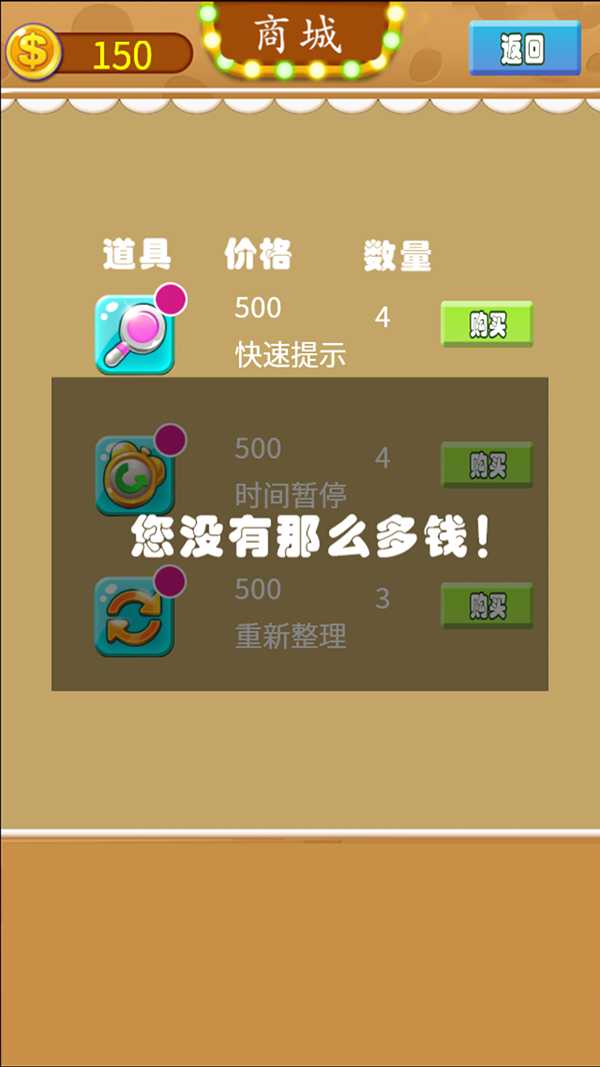 150 商城 返回
道具 价格 数量
500 4 购买
快速提示
500 4 购买
时间暂停
您没有那么多钱！
500 3 购买
重新整理